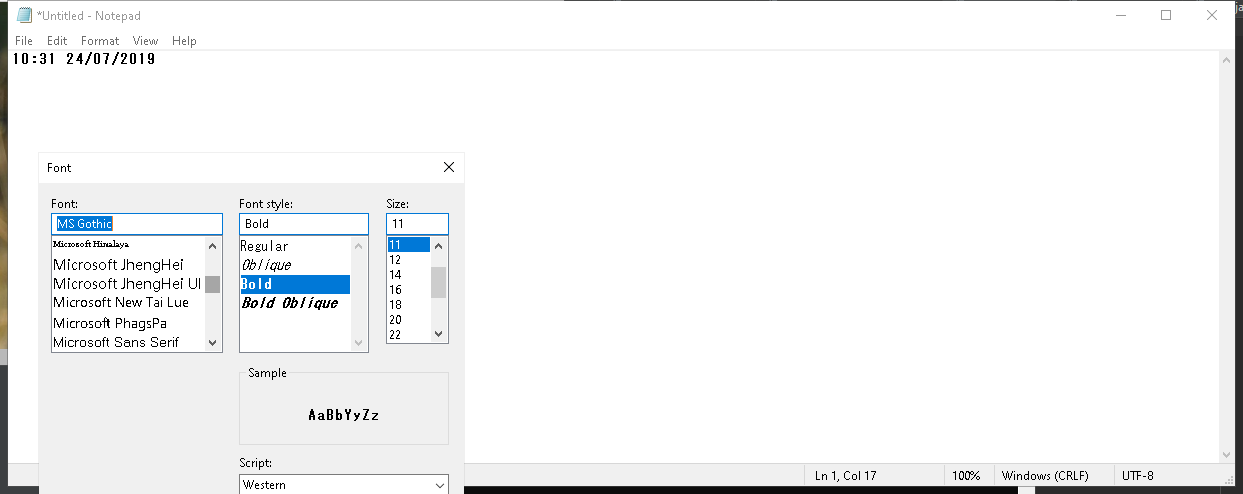 *Untitled - Notepad
File Edit Format View Help
10:31 24/07/2019
Font
Font: Font style: Size:
MS Gothic Bold 11
Microsoft Himalaya Regular 11
Microsoft JhengHei Oblique 12
Microsoft JhengHei UI Bold 14
Microsoft New Tai Lue Bold Oblique 16
Microsoft PhagsPa 18
Microsoft Sans Serif 20
22
Sample
AaBbYyZz
Script:
Western
Ln 1, Col 17 100% Windows (CRLF) UTF-8